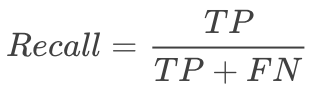 Recall = TP / TP + FN